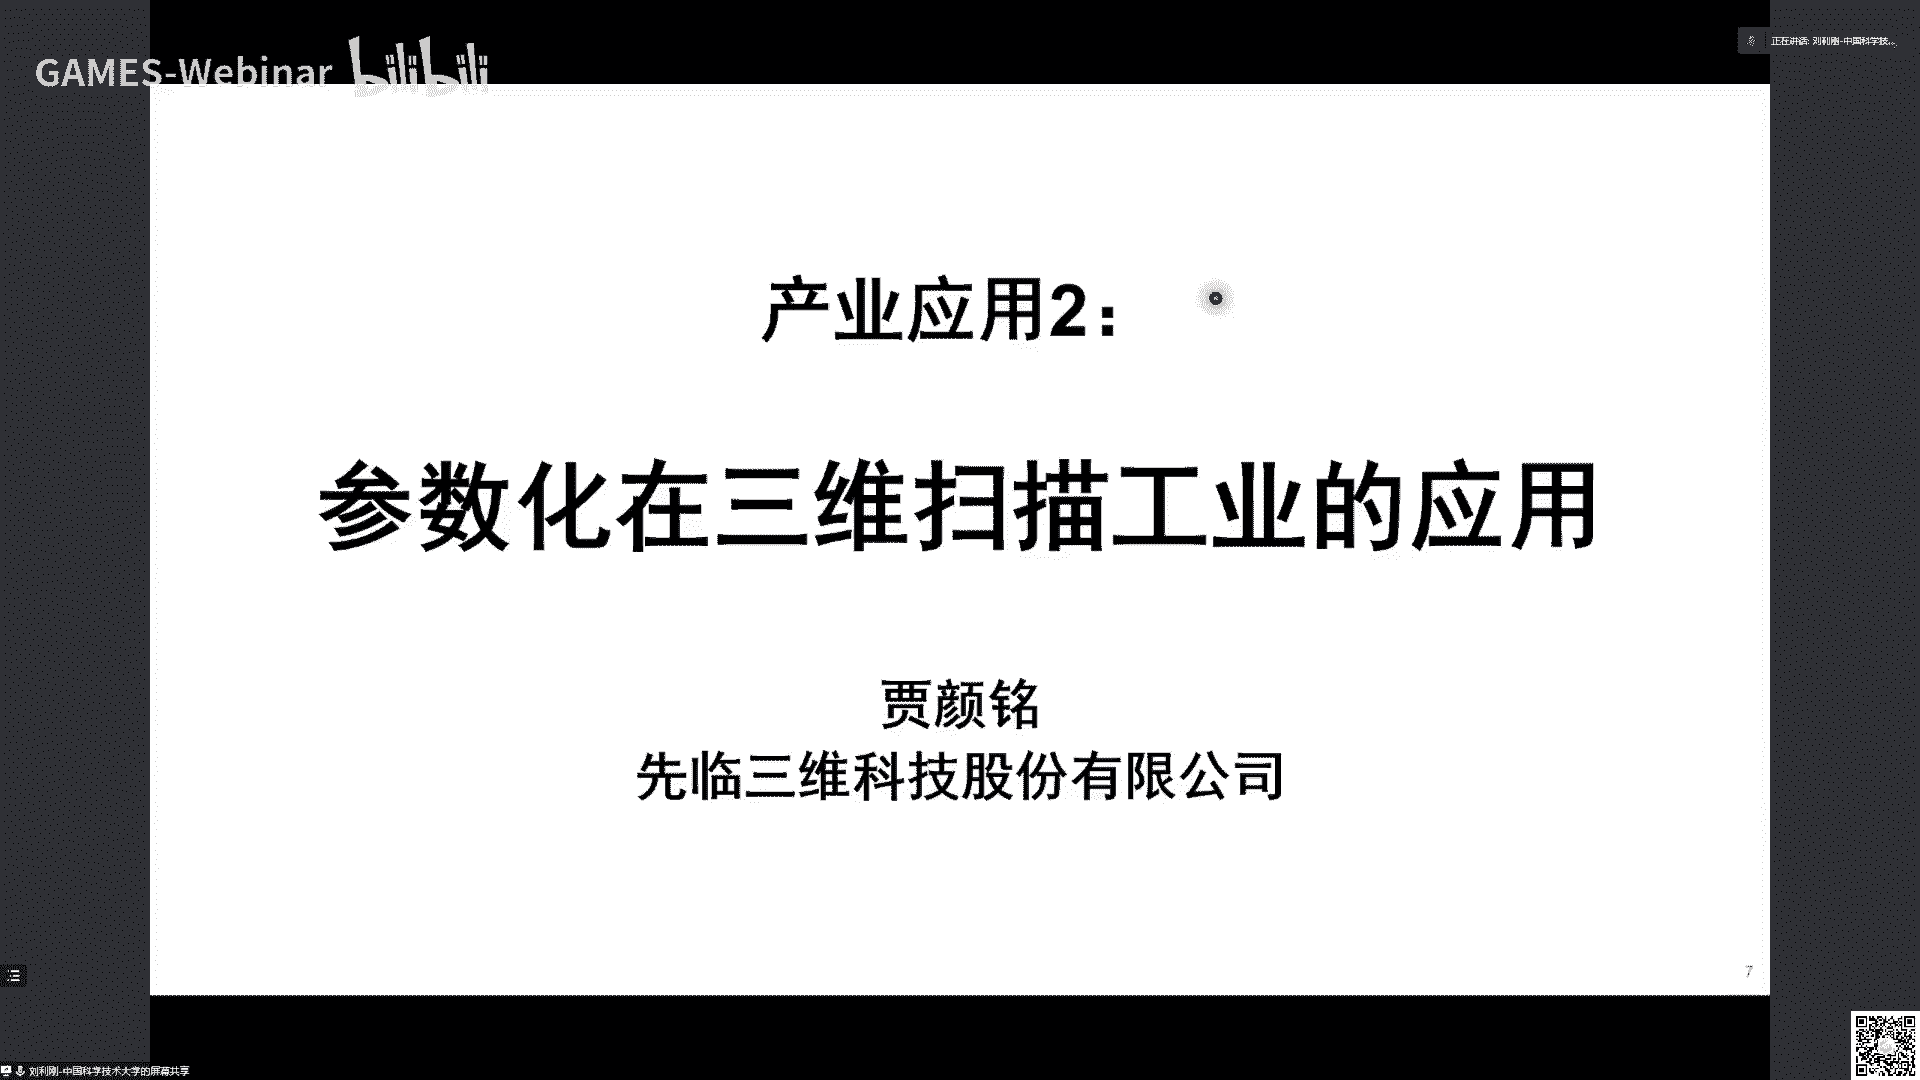 GAMES-Webinar bilibili
正在讲话: 刘利刚-中国科学技...
产业应用2：
参数化在三维扫描工业的应用
贾颜铭
先临三维科技股份有限公司
7
刘利刚-中国科学技术大学的屏幕共享